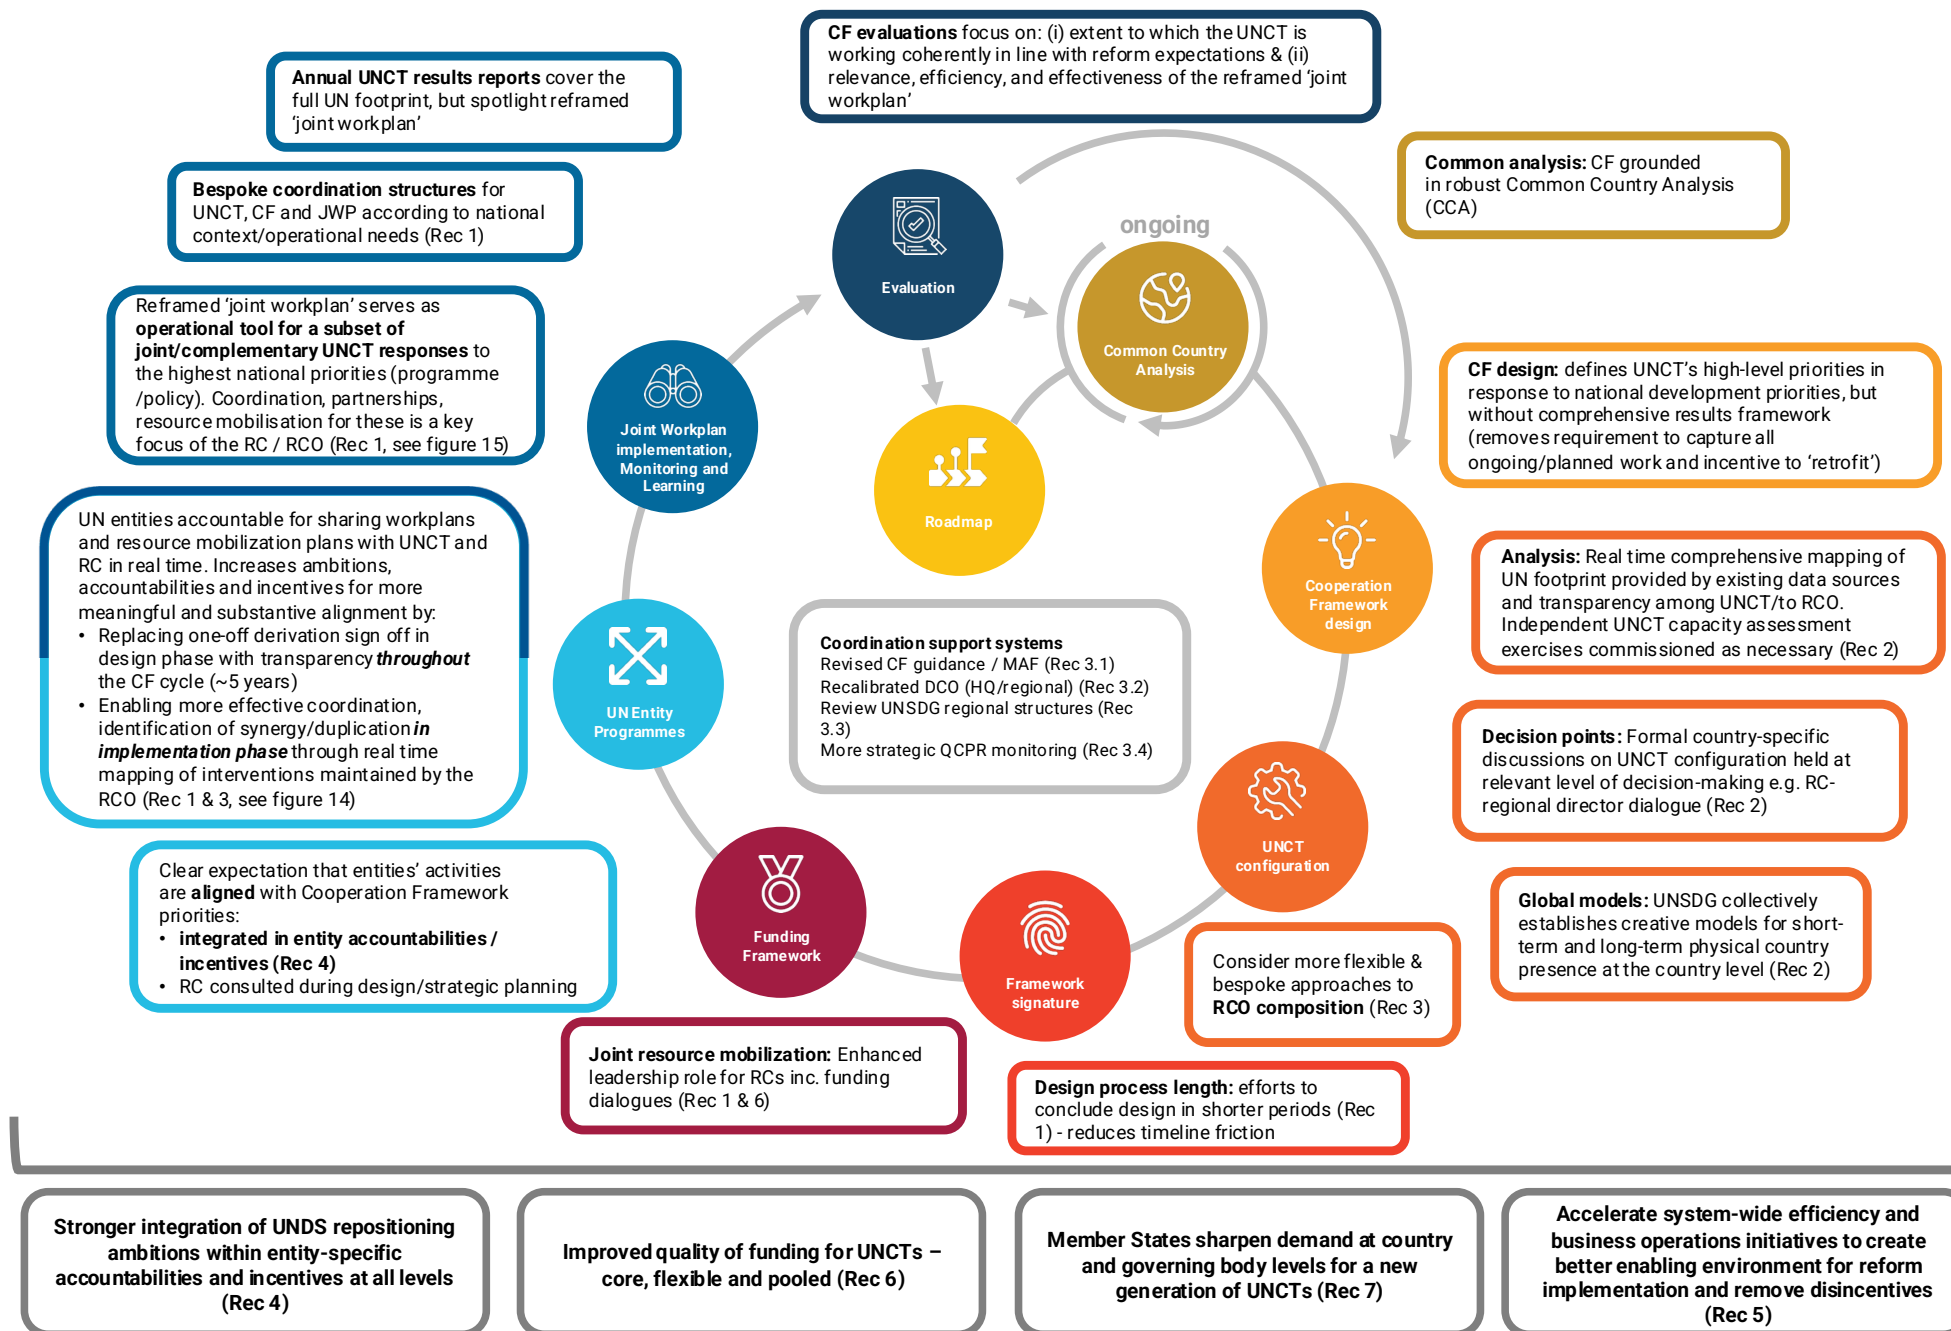 CF evaluations focus on: (i) extent to which the UNCT is
working coherently in line with reform expectations & (ii)
relevance, efficiency, and effectiveness of the reframed ‘joint
workplan’
Annual UNCT results reports cover the
full UN footprint, but spotlight reframed
‘joint workplan’
Common analysis: CF grounded
in robust Common Country Analysis
(CCA)
Bespoke coordination structures for
UNCT, CF and JWP according to national
context/operational needs (Rec 1)
ongoing
Evaluation
Common Country
Analysis
Reframed ‘joint workplan’ serves as
operational tool for a subset of
joint/complementary UNCT responses to
the highest national priorities (programme
/policy). Coordination, partnerships,
resource mobilisation for these is a key
focus of the RC / RCO (Rec 1, see figure 15)
CF design: defines UNCT’s high-level priorities in
response to national development priorities, but
without comprehensive results framework
(removes requirement to capture all
ongoing/planned work and incentive to ‘retrofit’)
Joint Workplan
implementation,
Monitoring and
Learning
Roadmap
UN entities accountable for sharing workplans
and resource mobilization plans with UNCT and
RC in real time. Increases ambitions,
accountabilities and incentives for more
meaningful and substantive alignment by:
• Replacing one-off derivation sign off in
design phase with transparency throughout
the CF cycle (~5 years)
• Enabling more effective coordination,
identification of synergy/duplication in
implementation phase through real time
mapping of interventions maintained by the
RCO (Rec 1 & 3, see figure 14)
Cooperation
Framework
design
Analysis: Real time comprehensive mapping of
UN footprint provided by existing data sources
and transparency among UNCT/to RCO.
Independent UNCT capacity assessment
exercises commissioned as necessary (Rec 2)
UN Entity
Programmes
Coordination support systems
Revised CF guidance / MAF (Rec 3.1)
Recalibrated DCO (HQ/regional) (Rec 3.2)
Review UNSDG regional structures (Rec
3.3)
More strategic QCPR monitoring (Rec 3.4)
Decision points: Formal country-specific
discussions on UNCT configuration held at
relevant level of decision-making e.g. RC-
regional director dialogue (Rec 2)
UNCT
configuration
Clear expectation that entities’ activities
are aligned with Cooperation Framework
priorities:
• integrated in entity accountabilities /
incentives (Rec 4)
• RC consulted during design/strategic planning
Funding
Framework
Framework
signature
Global models: UNSDG collectively
establishes creative models for short-
term and long-term physical country
presence at the country level (Rec 2)
Consider more flexible &
bespoke approaches to
RCO composition (Rec 3)
Joint resource mobilization: Enhanced
leadership role for RCs inc. funding
dialogues (Rec 1 & 6)
Design process length: efforts to
conclude design in shorter periods (Rec
1) - reduces timeline friction
Stronger integration of UNDS repositioning
ambitions within entity-specific
accountabilities and incentives at all levels
(Rec 4)
Improved quality of funding for UNCTs –
core, flexible and pooled (Rec 6)
Member States sharpen demand at country
and governing body levels for a new
generation of UNCTs (Rec 7)
Accelerate system-wide efficiency and
business operations initiatives to create
better enabling environment for reform
implementation and remove disincentives
(Rec 5)